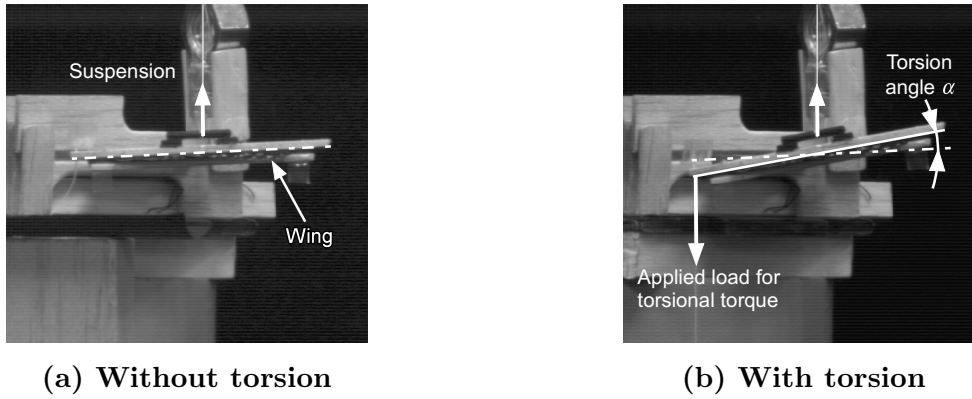 Suspension
Wing
(a) Without torsion
Torsion
angle α
Applied load for
torsional torque
(b) With torsion